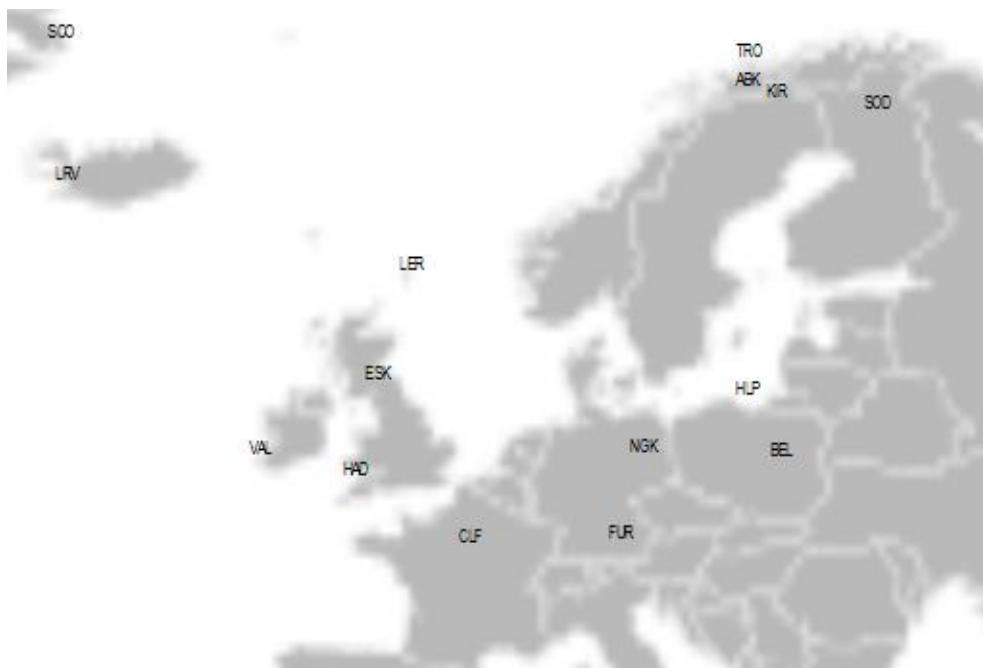 SCO
TRO
ABK
KIR
SOD
LRV
LER
ESK
HLP
VAL
HAD
NGK
BEL
CLF
FUR